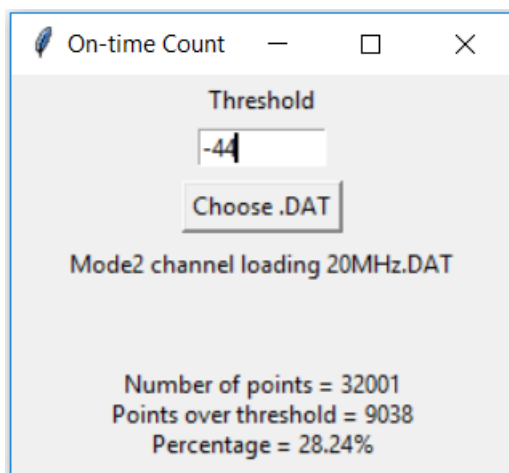 On-time Count
Threshold
-44
Choose .DAT
Mode2 channel loading 20MHz.DAT
Number of points = 32001
Points over threshold = 9038
Percentage = 28.24%